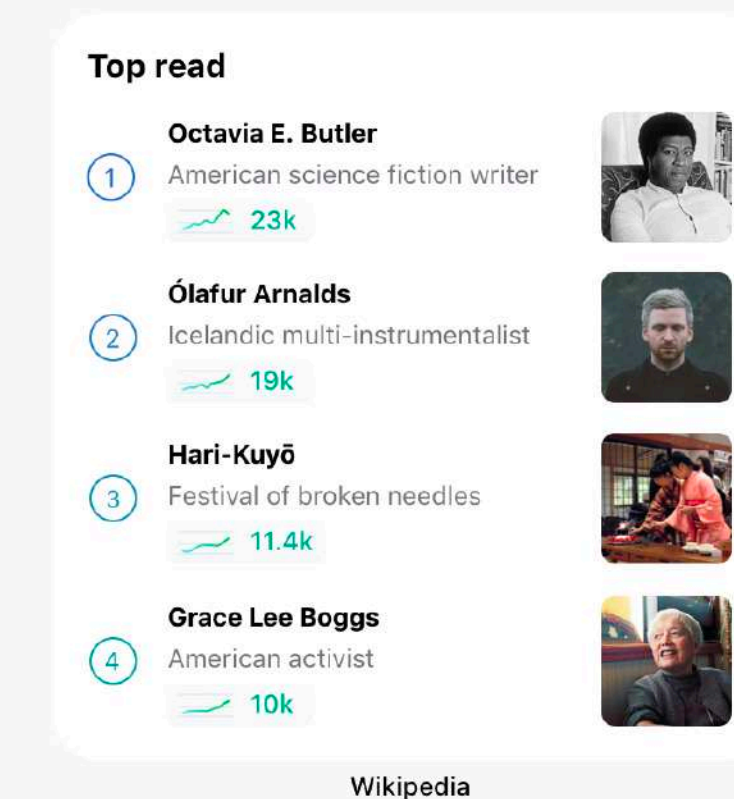 Top read
Octavia E. Butler
1
American science fiction writer
23k
Ólafur Arnalds
2
Icelandic multi-instrumentalist
19k
Hari-Kuyō
3
Festival of broken needles
11.4k
Grace Lee Boggs
4
American activist
10k
Wikipedia